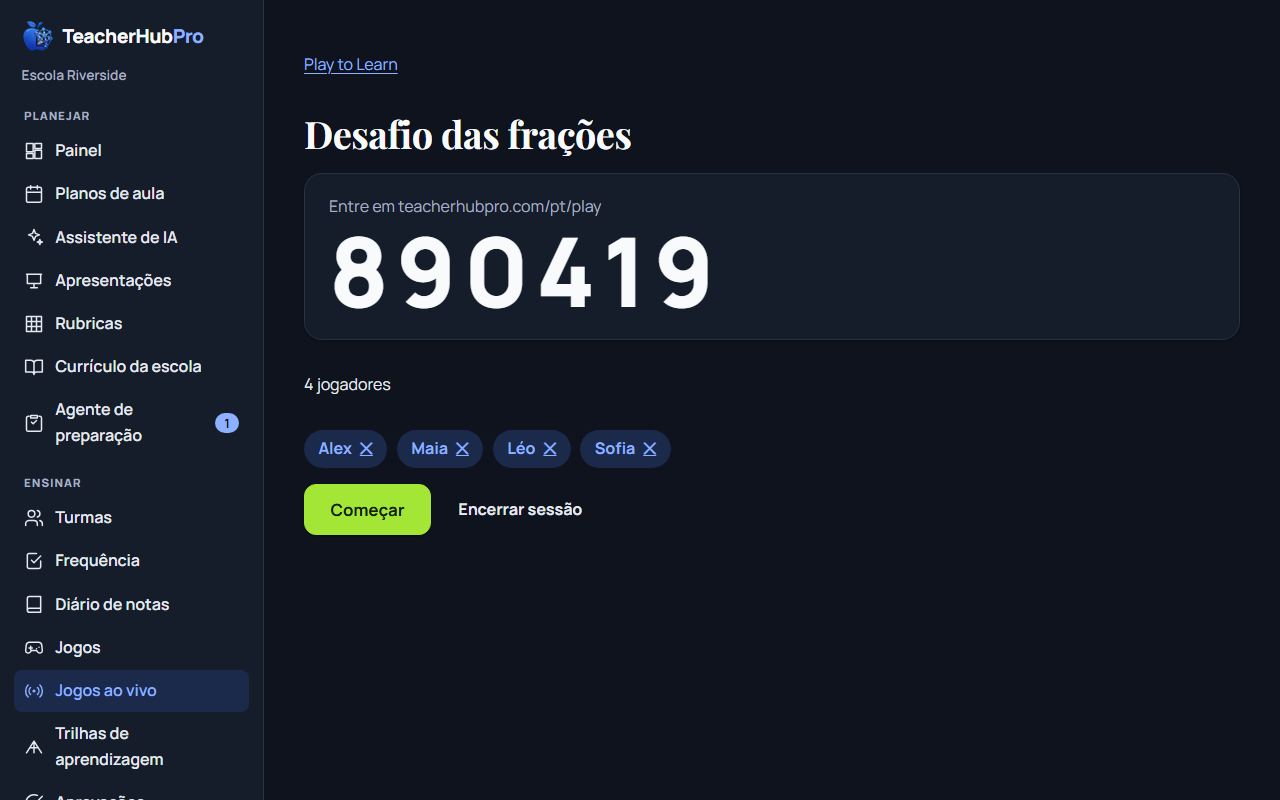 TeacherHubPro
Escola Riverside
PLANEJAR
Painel
Planos de aula
Assistente de IA
Apresentações
Rubricas
Currículo da escola
Agente de
preparação
1
ENSINAR
Turmas
Frequência
Diário de notas
Jogos
Jogos ao vivo
Trilhas de
aprendizagem
Play to Learn
Desafio das frações
Entre em teacherhubpro.com/pt/play
890419
4 jogadores
Alex
Maia
Léo
Sofia
Começar
Encerrar sessão